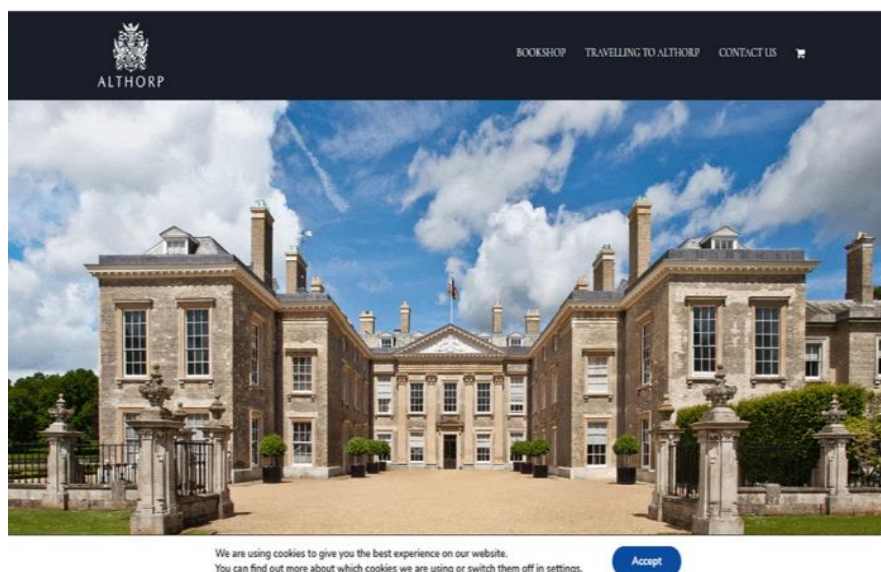 ALTHORP
BOOKSHOP TRAVELLING TO ALTHORP CONTACT US
We are using cookies to give you the best experience on our website.
You can find out more about which cookies we are using or switch them off in settings.
Accept